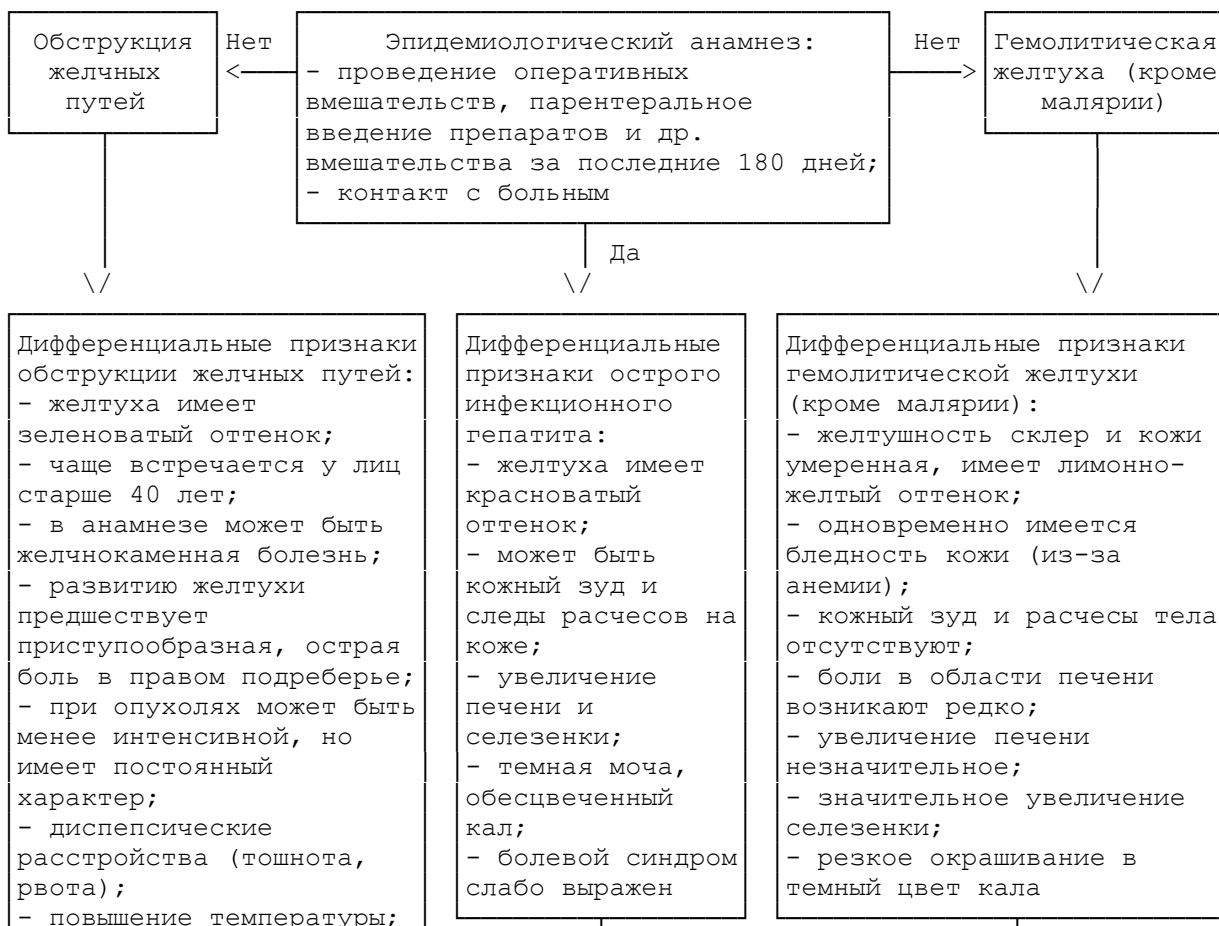 Обструкция
желчных
путей
Нет
Эпидемиологический анамнез:
- проведение оперативных
вмешательств, парентеральное
введение препаратов и др.
вмешательства за последние 180 дней;
- контакт с больным
Нет
Гемолитическая
желтуха (кроме
малярии)
Да
Дифференциальные признаки
обструкции желчных путей:
- желтуха имеет
зеленоватый оттенок;
- чаще встречается у лиц
старше 40 лет;
- в анамнезе может быть
желчнокаменная болезнь;
- развитию желтухи
предшествует
приступообразная, острая
боль в правом подреберье;
- при опухолях может быть
менее интенсивной, но
имеет постоянный
характер;
- диспепсические
расстройства (тошнота,
рвота);
- повышение температуры;
Дифференциальные
признаки острого
инфекционного
гепатита:
- желтуха имеет
красноватый
оттенок;
- может быть
кожный зуд и
следы расчесов на
коже;
- увеличение
печени и
селезенки;
- темная моча,
обесцвеченный
кал;
- болевой синдром
слабо выражен
Дифференциальные признаки
гемолитической желтухи
(кроме малярии):
- желтушность склер и кожи
умеренная, имеет лимонно-
желтый оттенок;
- одновременно имеется
бледность кожи (из-за
анемии);
- кожный зуд и расчесы тела
отсутствуют;
- боли в области печени
возникают редко;
- увеличение печени
незначительное;
- значительное увеличение
селезенки;
- резкое окрашивание в
темный цвет кала